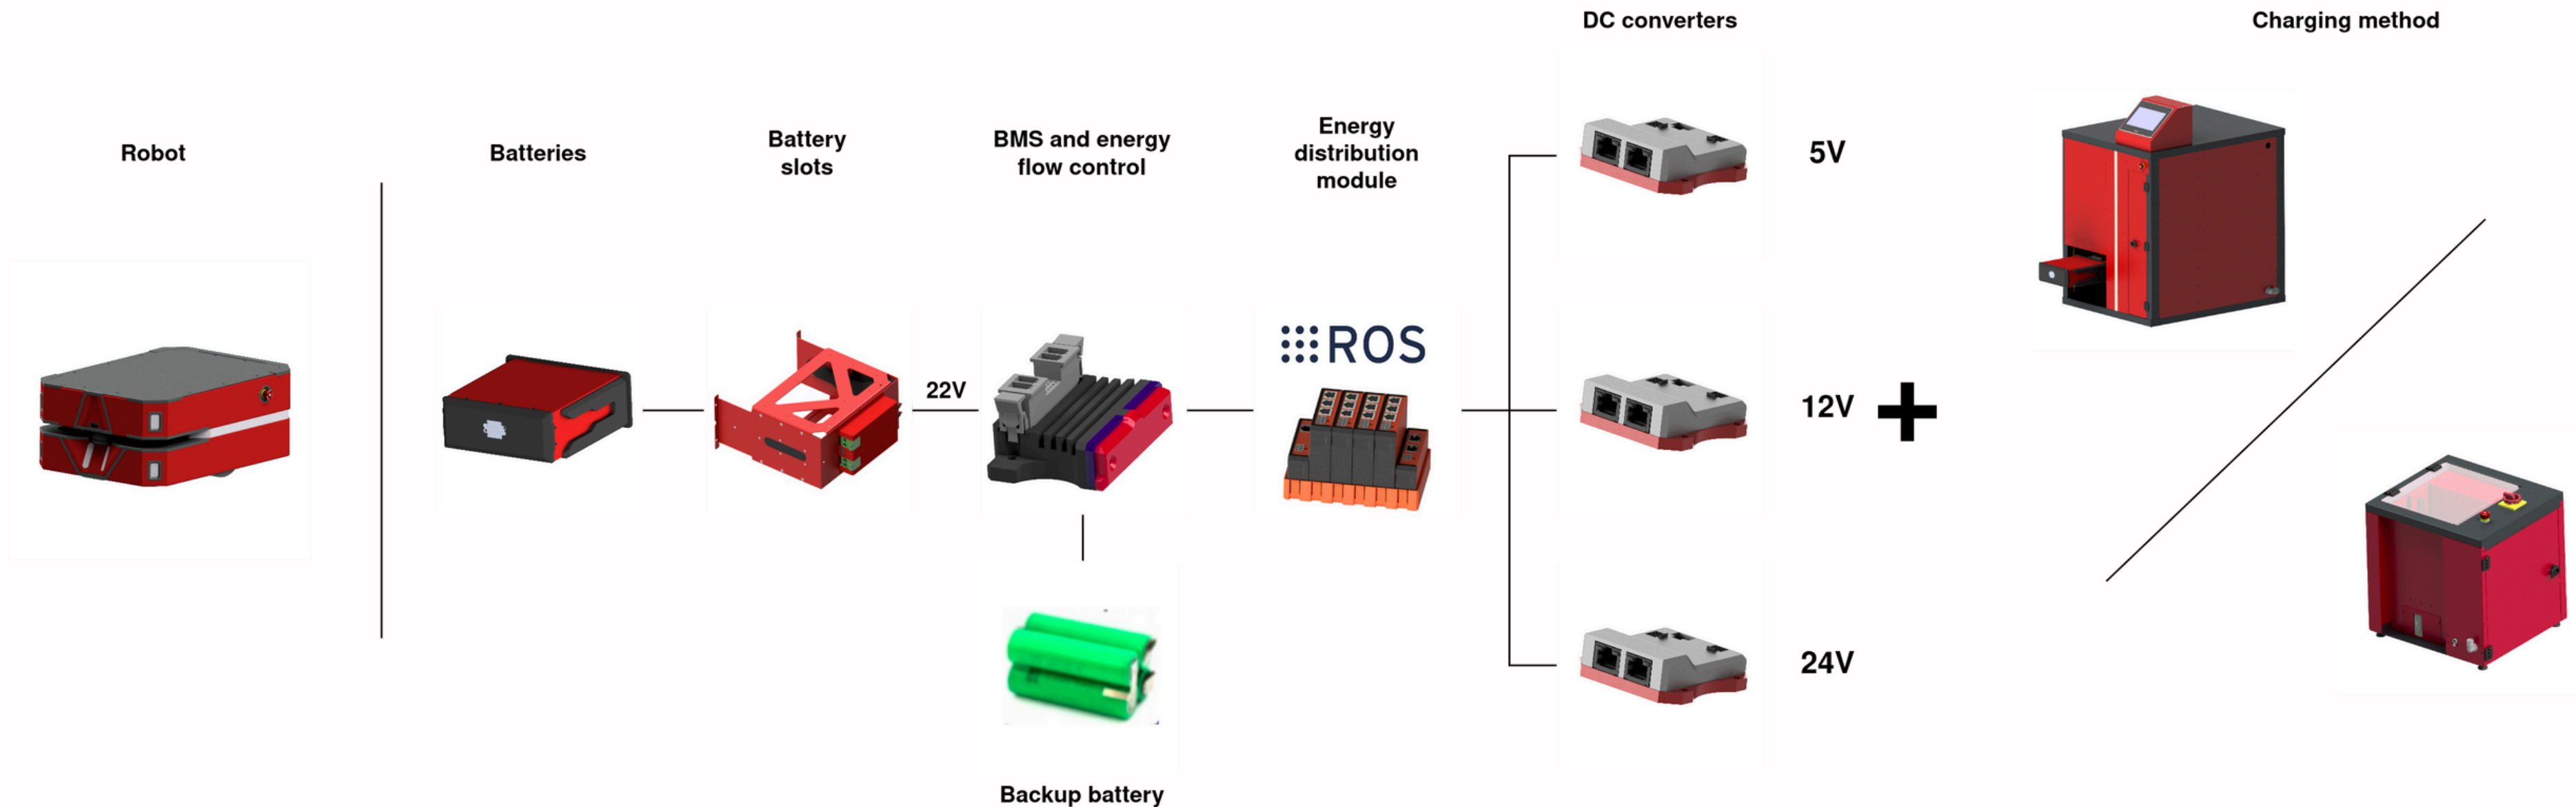 DC converters
Charging method
Robot
Batteries
Battery
slots
BMS and energy
flow control
Energy
distribution
module
5V
ROS
22V
12V
24V
Backup battery